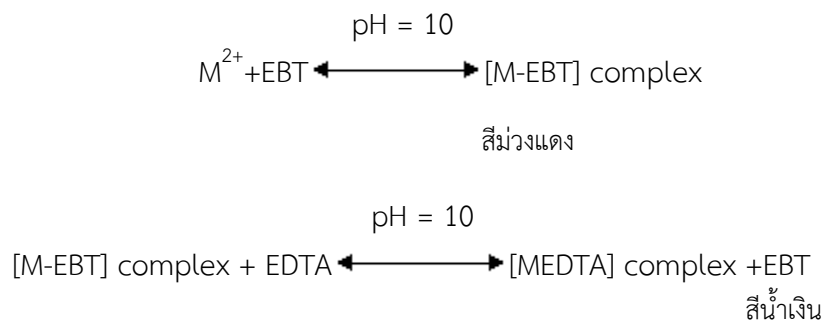 pH = 10
M2++EBT ⟷ [M-EBT] complex
สีม่วงแดง
pH = 10
[M-EBT] complex + EDTA ⟷ [MEDTA] complex +EBT
สีน้ำเงิน